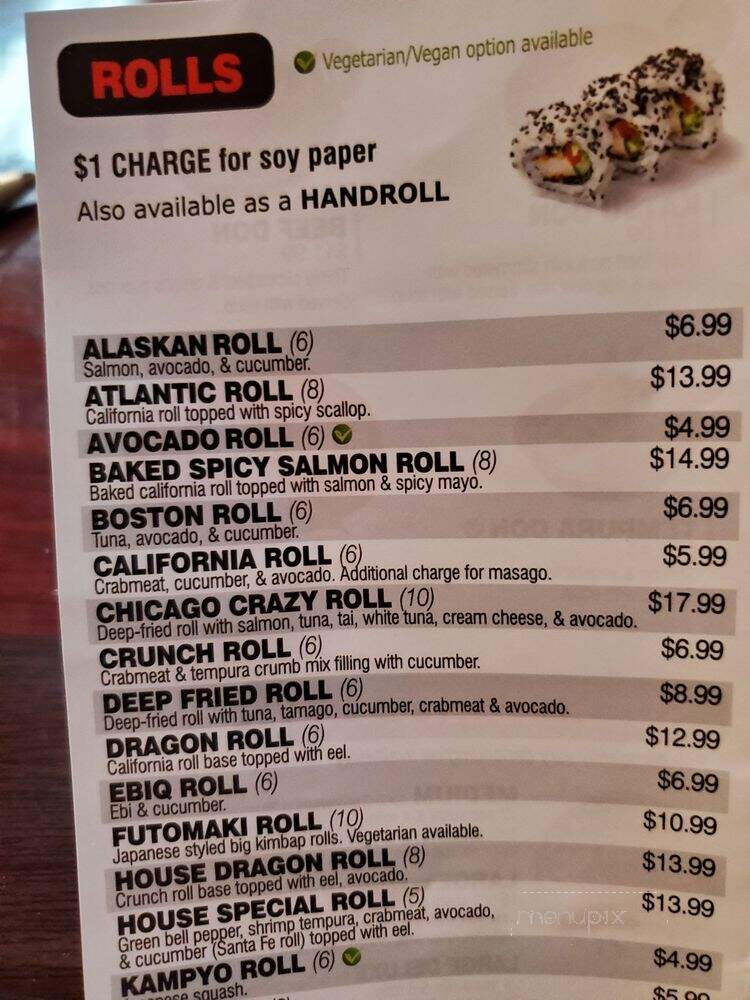 ROLLS
Vegetarian/Vegan option available
$1 CHARGE for soy paper
Also available as a HANDROLL
ALASKAN ROLL (6) $6.99
Salmon, avocado, & cucumber.
ATLANTIC ROLL (8) $13.99
California roll topped with spicy scallop.
AVOCADO ROLL (6) $4.99
BAKED SPICY SALMON ROLL (8) $14.99
Baked california roll topped with salmon & spicy mayo.
BOSTON ROLL (6) $6.99
Tuna, avocado, & cucumber.
CALIFORNIA ROLL (6) $5.99
Crabmeat, cucumber, & avocado. Additional charge for masago.
CHICAGO CRAZY ROLL (10) $17.99
Deep-fried roll with salmon, tuna, tai, white tuna, cream cheese, & avocado.
CRUNCH ROLL (6) $6.99
Crabmeat & tempura crumb mix filling with cucumber.
DEEP FRIED ROLL (6) $8.99
Deep-fried roll with tuna, tamago, cucumber, crabmeat & avocado.
DRAGON ROLL (6) $12.99
California roll base topped with eel.
EBIQ ROLL (6) $6.99
Ebi & cucumber.
FUTOMAKI ROLL (10) $10.99
Japanese styled big kimbap rolls. Vegetarian available.
HOUSE DRAGON ROLL (8) $13.99
Crunch roll base topped with eel, avocado.
HOUSE SPECIAL ROLL (5) $13.99
Green bell pepper, shrimp tempura, crabmeat, avocado,
& cucumber (Santa Fe roll) topped with eel.
menupix
KAMPYO ROLL (6) $4.99
squash.
$5.99